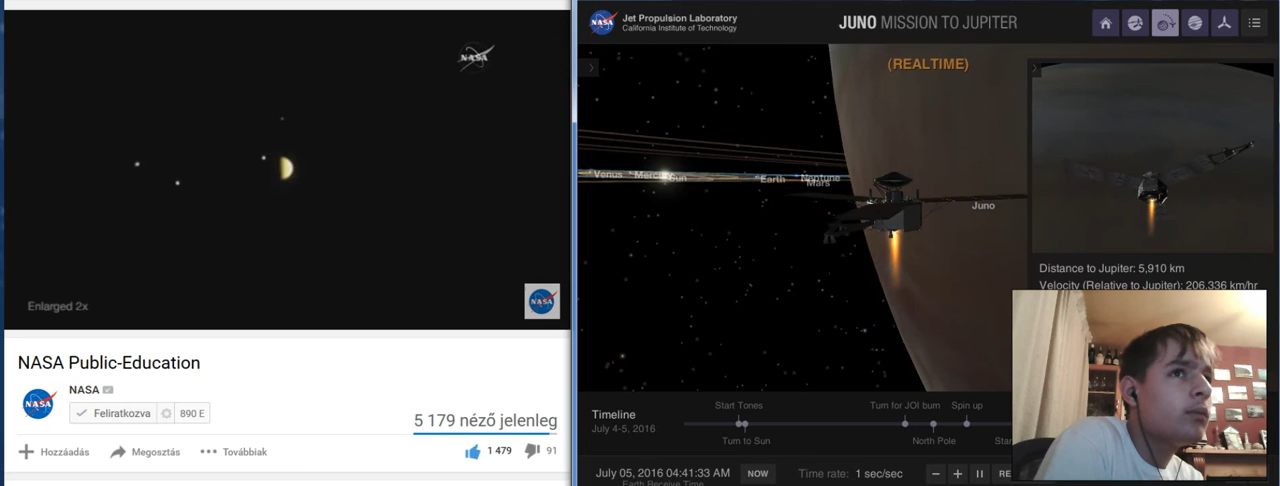 NASA
Enlarged 2x
NASA
NASA Public-Education
NASA
NASA
Feliratkozva
890 E
5 179 néző jelenleg
Hozzáadás
Megosztás
Továbbiak
1 479
91
NASA
Jet Propulsion Laboratory
California Institute of Technology
JUNO MISSION TO JUPITER
(REALTIME)
Venus
Mercury
Sun
Earth
Neptune
Mars
Juno
Distance to Jupiter: 5,910 km
Velocity (Relative to Jupiter): 206,336 km/hr
Timeline
July 4-5, 2016
Start Tones
Turn to Sun
Turn for JOI burn
North Pole
Spin up
Star
July 05, 2016 04:41:33 AM
Earth Receive Time
NOW
Time rate: 1 sec/sec
RE